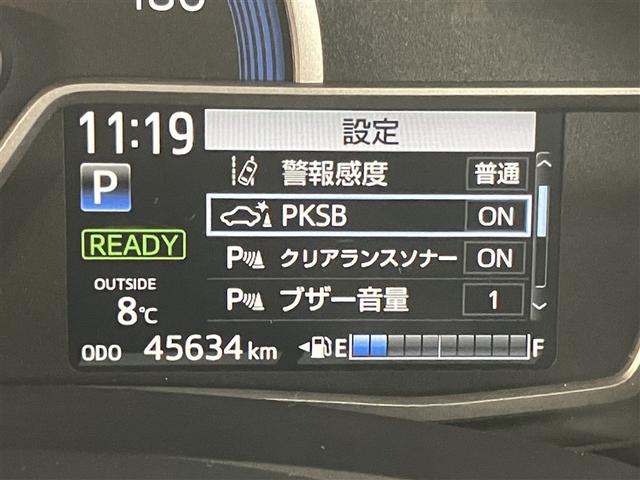 11:19
設定
警報感度 普通
P
PKSB ON
READY
クリアランスソナー ON
OUTSIDE
8℃
P ブザー音量 1
ODO 45634 km
E F